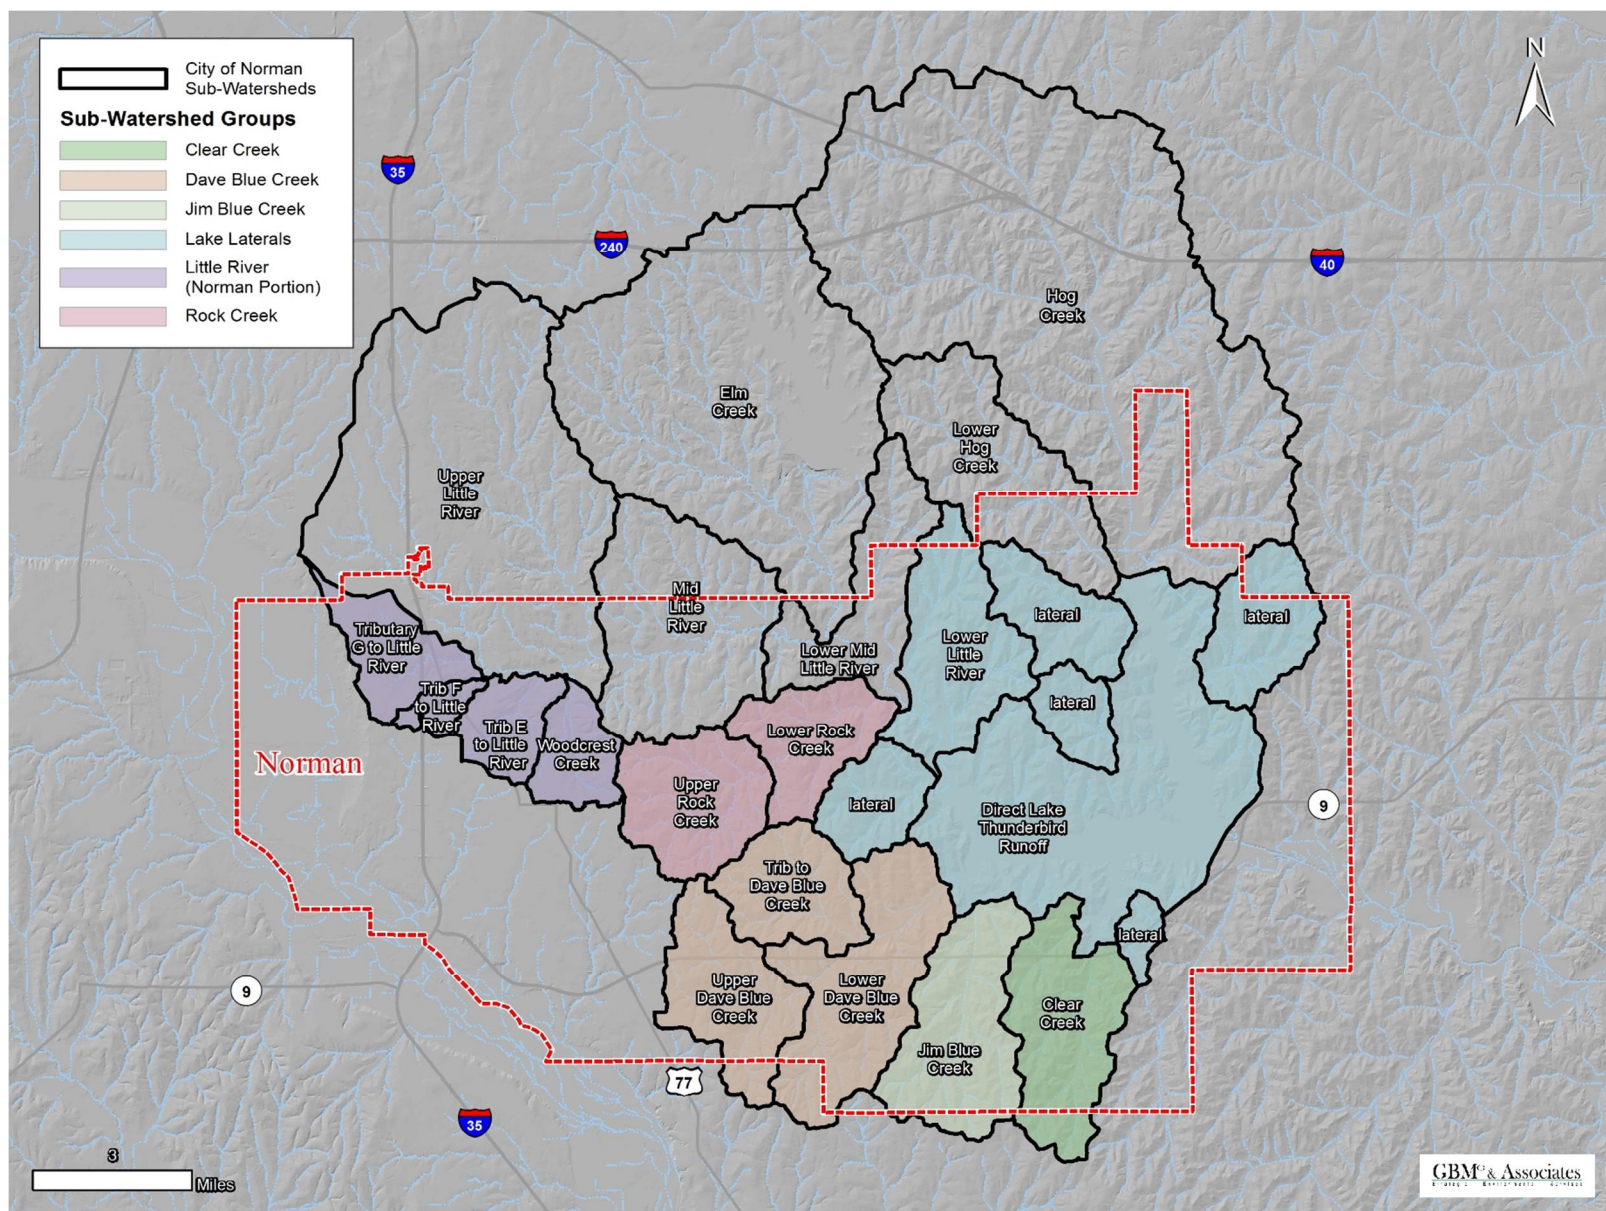 City of Norman
Sub-Watersheds
Sub-Watershed Groups
Clear Creek
Dave Blue Creek
Jim Blue Creek
Lake Laterals
Little River
(Norman Portion)
Rock Creek
N
35
240
40
Hog
Creek
Elm
Creek
Lower
Hog
Creek
Upper
Little
River
Mid
Little
River
Lower Mid
Little River
Lower
Little
River
lateral
lateral
lateral
Tributary
G to Little
River
Trib F
to Little
River
Trib E
to Little
River
Woodcrest
Creek
Norman
Lower Rock
Creek
Upper
Rock
Creek
lateral
Direct Lake
Thunderbird
Runoff
9
Trib to
Dave Blue
Creek
lateral
Upper
Dave Blue
Creek
Lower
Dave Blue
Creek
Clear
Creek
Jim Blue
Creek
9
77
35
3
Miles
GBMc & Associates
Strategic Environmental Services